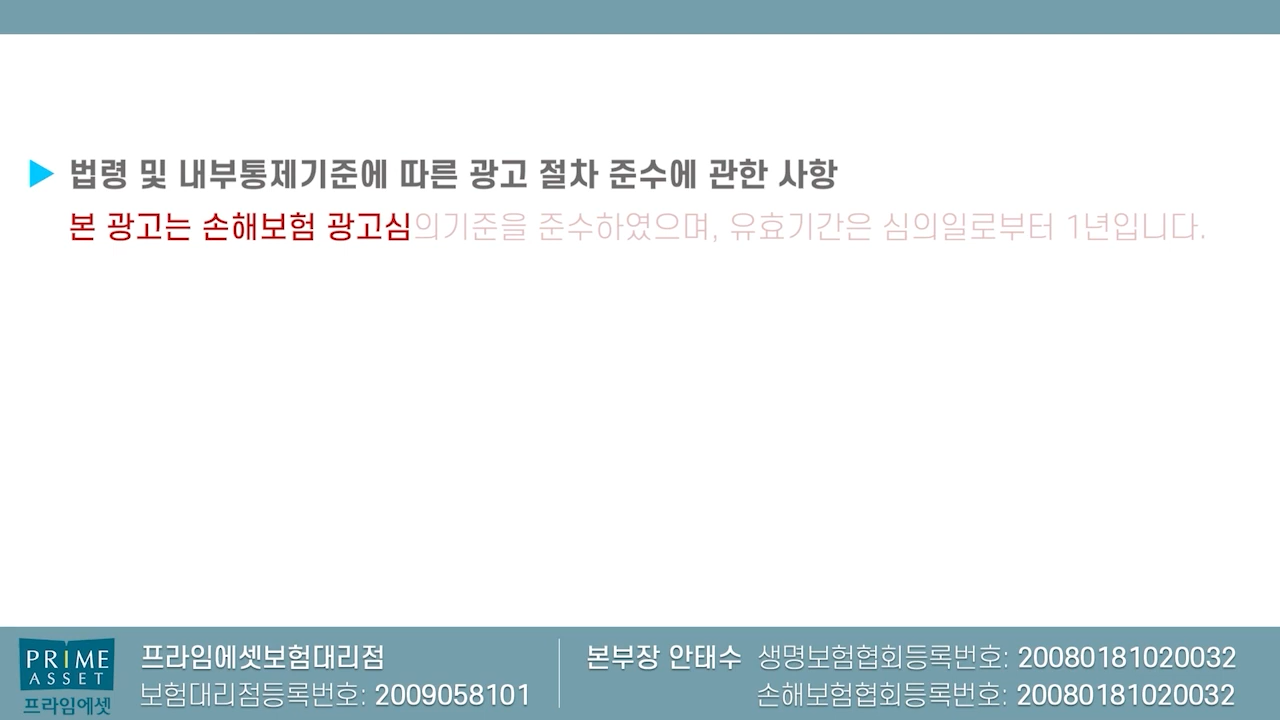 ▶ 법령 및 내부통제기준에 따른 광고 절차 준수에 관한 사항
본 광고는 손해보험 광고심의기준을 준수하였으며, 유효기간은 심의일로부터 1년입니다.
PRIME
ASSET
프라임에셋
프라임에셋보험대리점
보험대리점등록번호: 2009058101
본부장 안태수 생명보험협회등록번호: 20080181020032
손해보험협회등록번호: 20080181020032